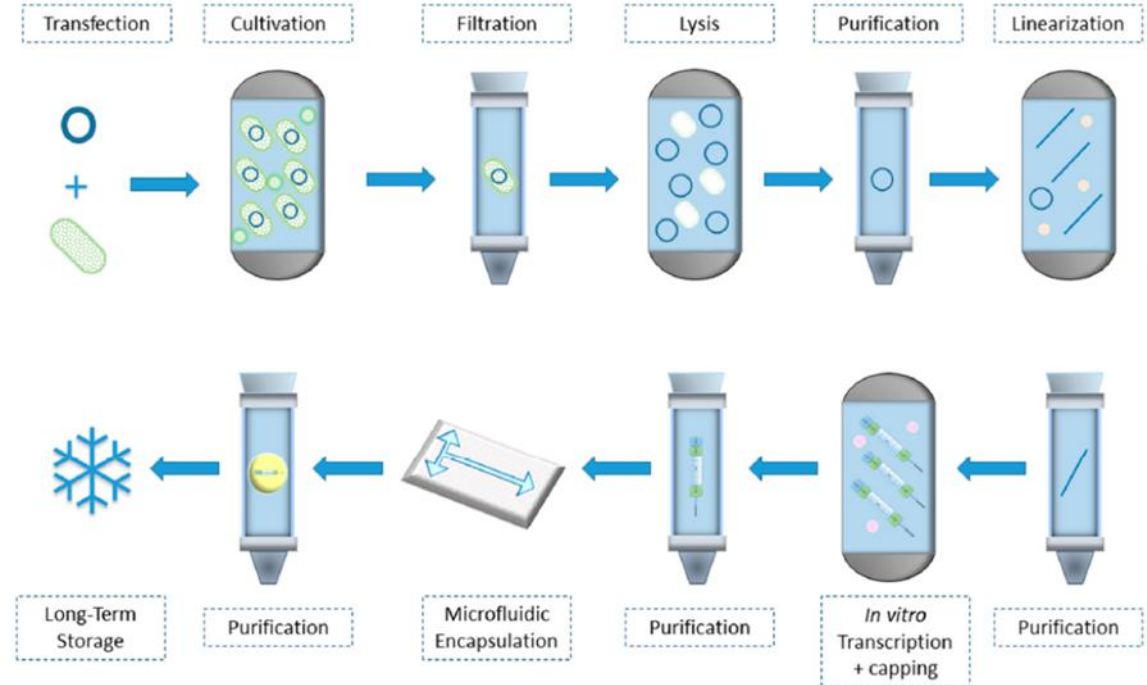 Transfection
Cultivation
Filtration
Lysis
Purification
Linearization
Long-Term
Storage
Purification
Microfluidic
Encapsulation
Purification
In vitro
Transcription
+ capping
Purification